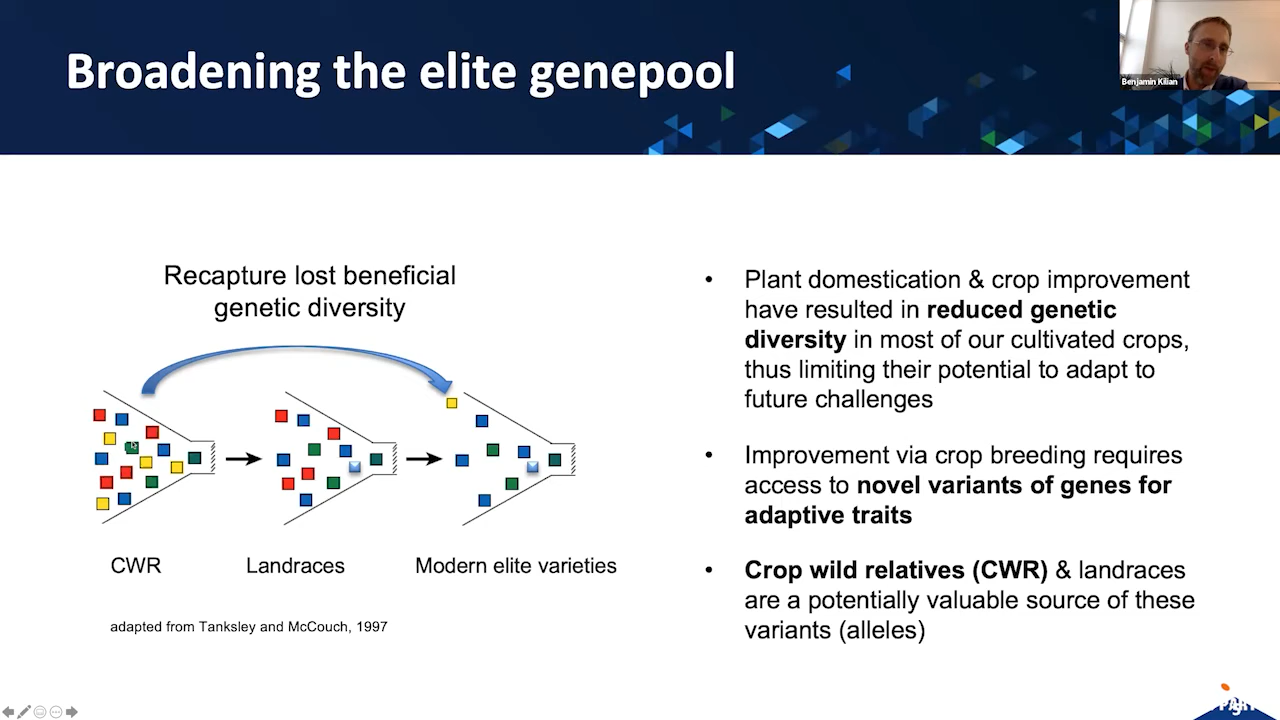 Broadening the elite genepool
Benjamin Kilian
Recapture lost beneficial
genetic diversity
CWR
Landraces
Modern elite varieties
adapted from Tanksley and McCouch, 1997
• Plant domestication & crop improvement
have resulted in reduced genetic
diversity in most of our cultivated crops,
thus limiting their potential to adapt to
future challenges
• Improvement via crop breeding requires
access to novel variants of genes for
adaptive traits
• Crop wild relatives (CWR) & landraces
are a potentially valuable source of these
variants (alleles)